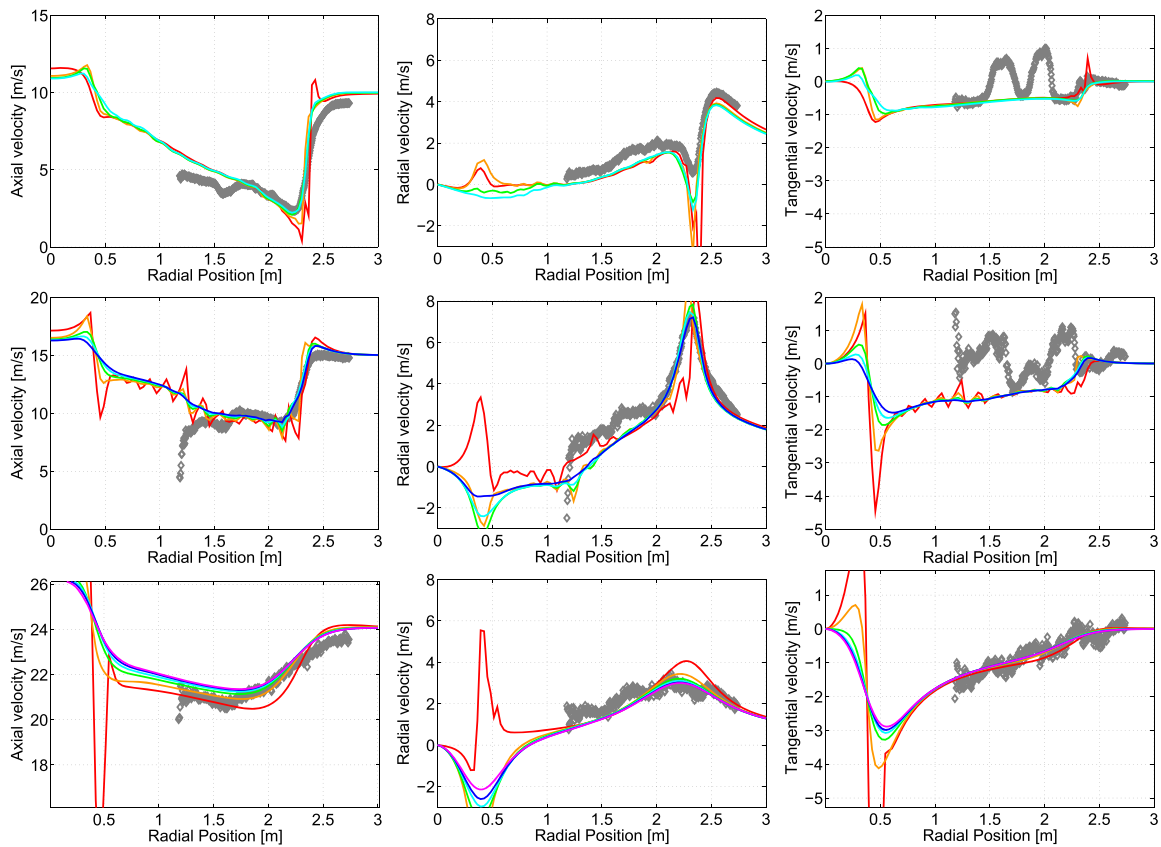 15
10
5
0
Axial velocity [m/s]
0 0.5 1 1.5 2 2.5 3
Radial Position [m]
8
6
4
2
0
−2
Radial velocity [m/s]
0 0.5 1 1.5 2 2.5 3
Radial Position [m]
2
1
0
−1
−2
−3
−4
−5
Tangential velocity [m/s]
0 0.5 1 1.5 2 2.5 3
Radial Position [m]
20
15
10
5
0
Axial velocity [m/s]
0 0.5 1 1.5 2 2.5 3
Radial Position [m]
8
6
4
2
0
−2
Radial velocity [m/s]
0 0.5 1 1.5 2 2.5 3
Radial Position [m]
2
1
0
−1
−2
−3
−4
−5
Tangential velocity [m/s]
0 0.5 1 1.5 2 2.5 3
Radial Position [m]
26
24
22
20
18
Axial velocity [m/s]
0.5 1 1.5 2 2.5 3
Radial Position [m]
8
6
4
2
0
−2
Radial velocity [m/s]
0 0.5 1 1.5 2 2.5 3
Radial Position [m]
1
0
−1
−2
−3
−4
−5
Tangential velocity [m/s]
0 0.5 1 1.5 2 2.5 3
Radial Position [m]